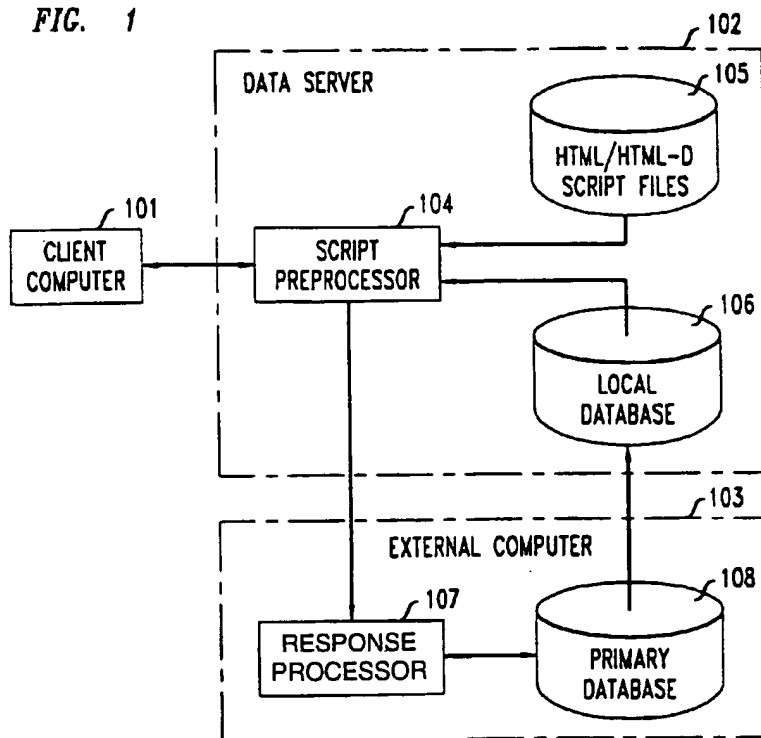 FIG. 1
102
DATA SERVER
105
HTML/HTML-D
SCRIPT FILES
101
CLIENT
COMPUTER
104
SCRIPT
PREPROCESSOR
106
LOCAL
DATABASE
103
EXTERNAL COMPUTER
107
RESPONSE
PROCESSOR
108
PRIMARY
DATABASE